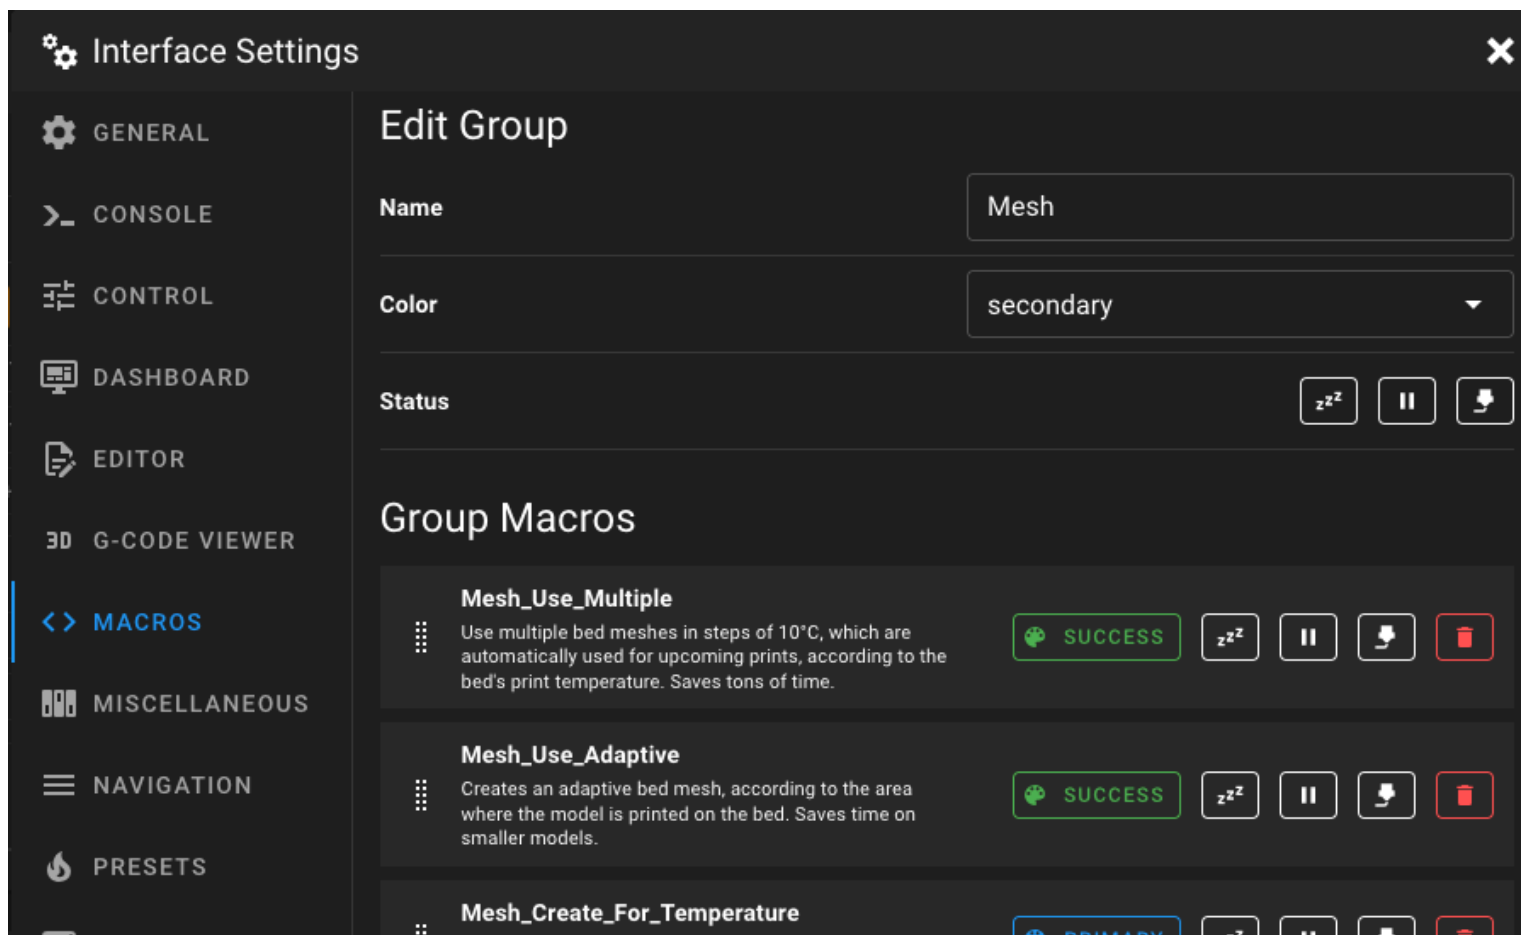 Interface Settings
GENERAL
CONSOLE
CONTROL
DASHBOARD
EDITOR
3D G-CODE VIEWER
MACROS
MISCELLANEOUS
NAVIGATION
PRESETS
Edit Group
Name
Mesh
Color
secondary
Status
zzz
Group Macros
Mesh_Use_Multiple
Use multiple bed meshes in steps of 10°C, which are
automatically used for upcoming prints, according to the
bed's print temperature. Saves tons of time.
SUCCESS
zzz
Mesh_Use_Adaptive
Creates an adaptive bed mesh, according to the area
where the model is printed on the bed. Saves time on
smaller models.
SUCCESS
zzz
Mesh_Create_For_Temperature
PRIMARY